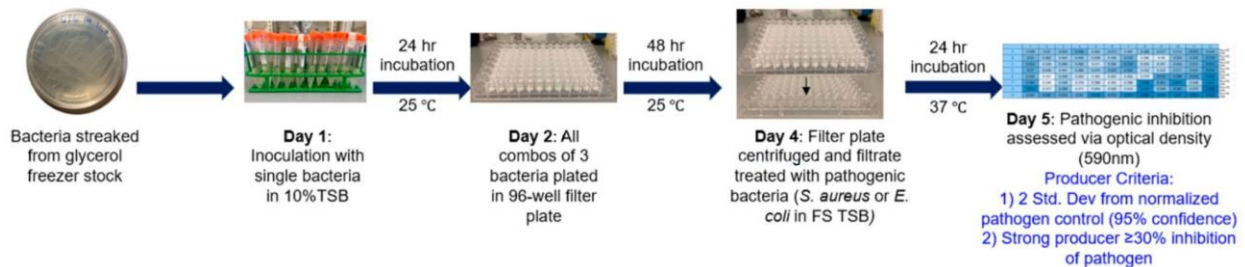 Bacteria streaked
from glycerol
freezer stock
Day 1:
Inoculation with
single bacteria
in 10%TSB
24 hr
incubation
25 °C
Day 2: All
combos of 3
bacteria plated
in 96-well filter
plate
48 hr
incubation
25 °C
Day 4: Filter plate
centrifuged and filtrate
treated with pathogenic
bacteria (S. aureus or E.
coli in FS TSB)
24 hr
incubation
37 °C
Day 5: Pathogenic inhibition
assessed via optical density
(590nm)
Producer Criteria:
1) 2 Std. Dev from normalized
pathogen control (95% confidence)
2) Strong producer ≥30% inhibition
of pathogen